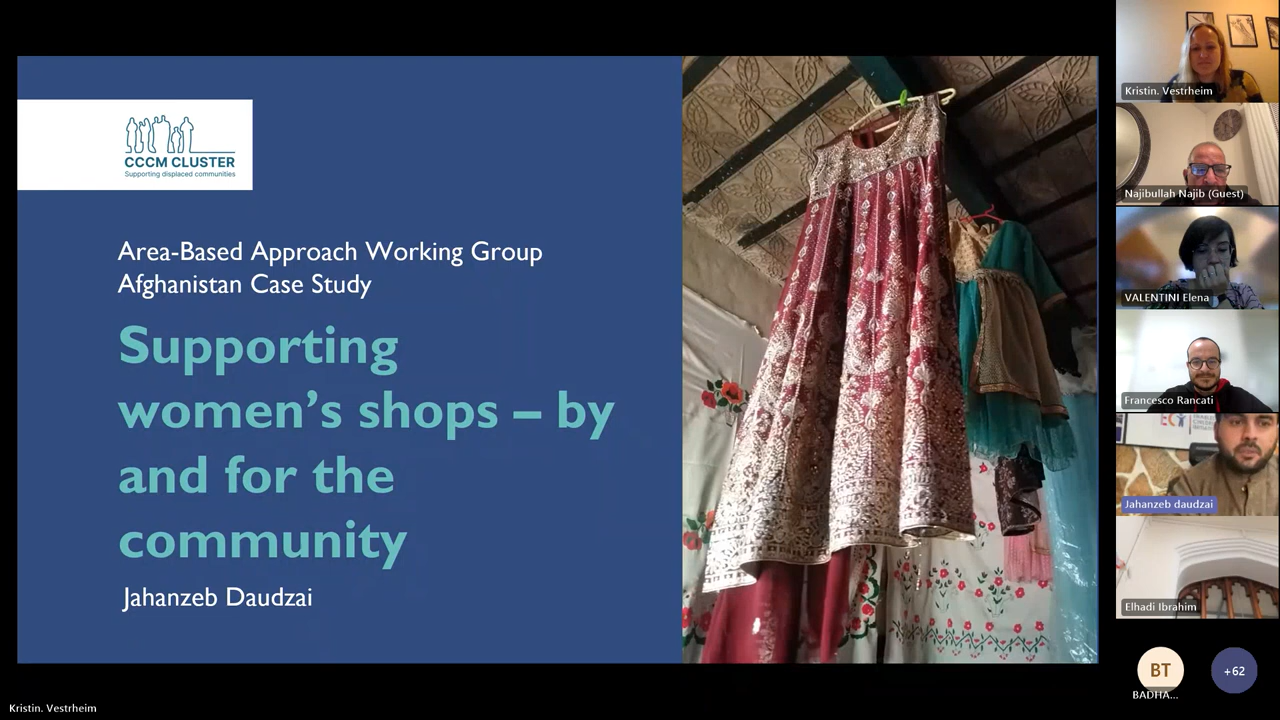 CCCM CLUSTER
Supporting displaced communities
Area-Based Approach Working Group
Afghanistan Case Study
Supporting
women's shops – by
and for the
community
Jahanzeb Daudzai
Kristin. Vestrheim
Kristin. Vestrheim
Najibullah Najib (Guest)
VALENTINI Elena
Francesco Rancati
Jahanzeb daudzai
Elhadi Ibrahim
BT
BADHA...
+62